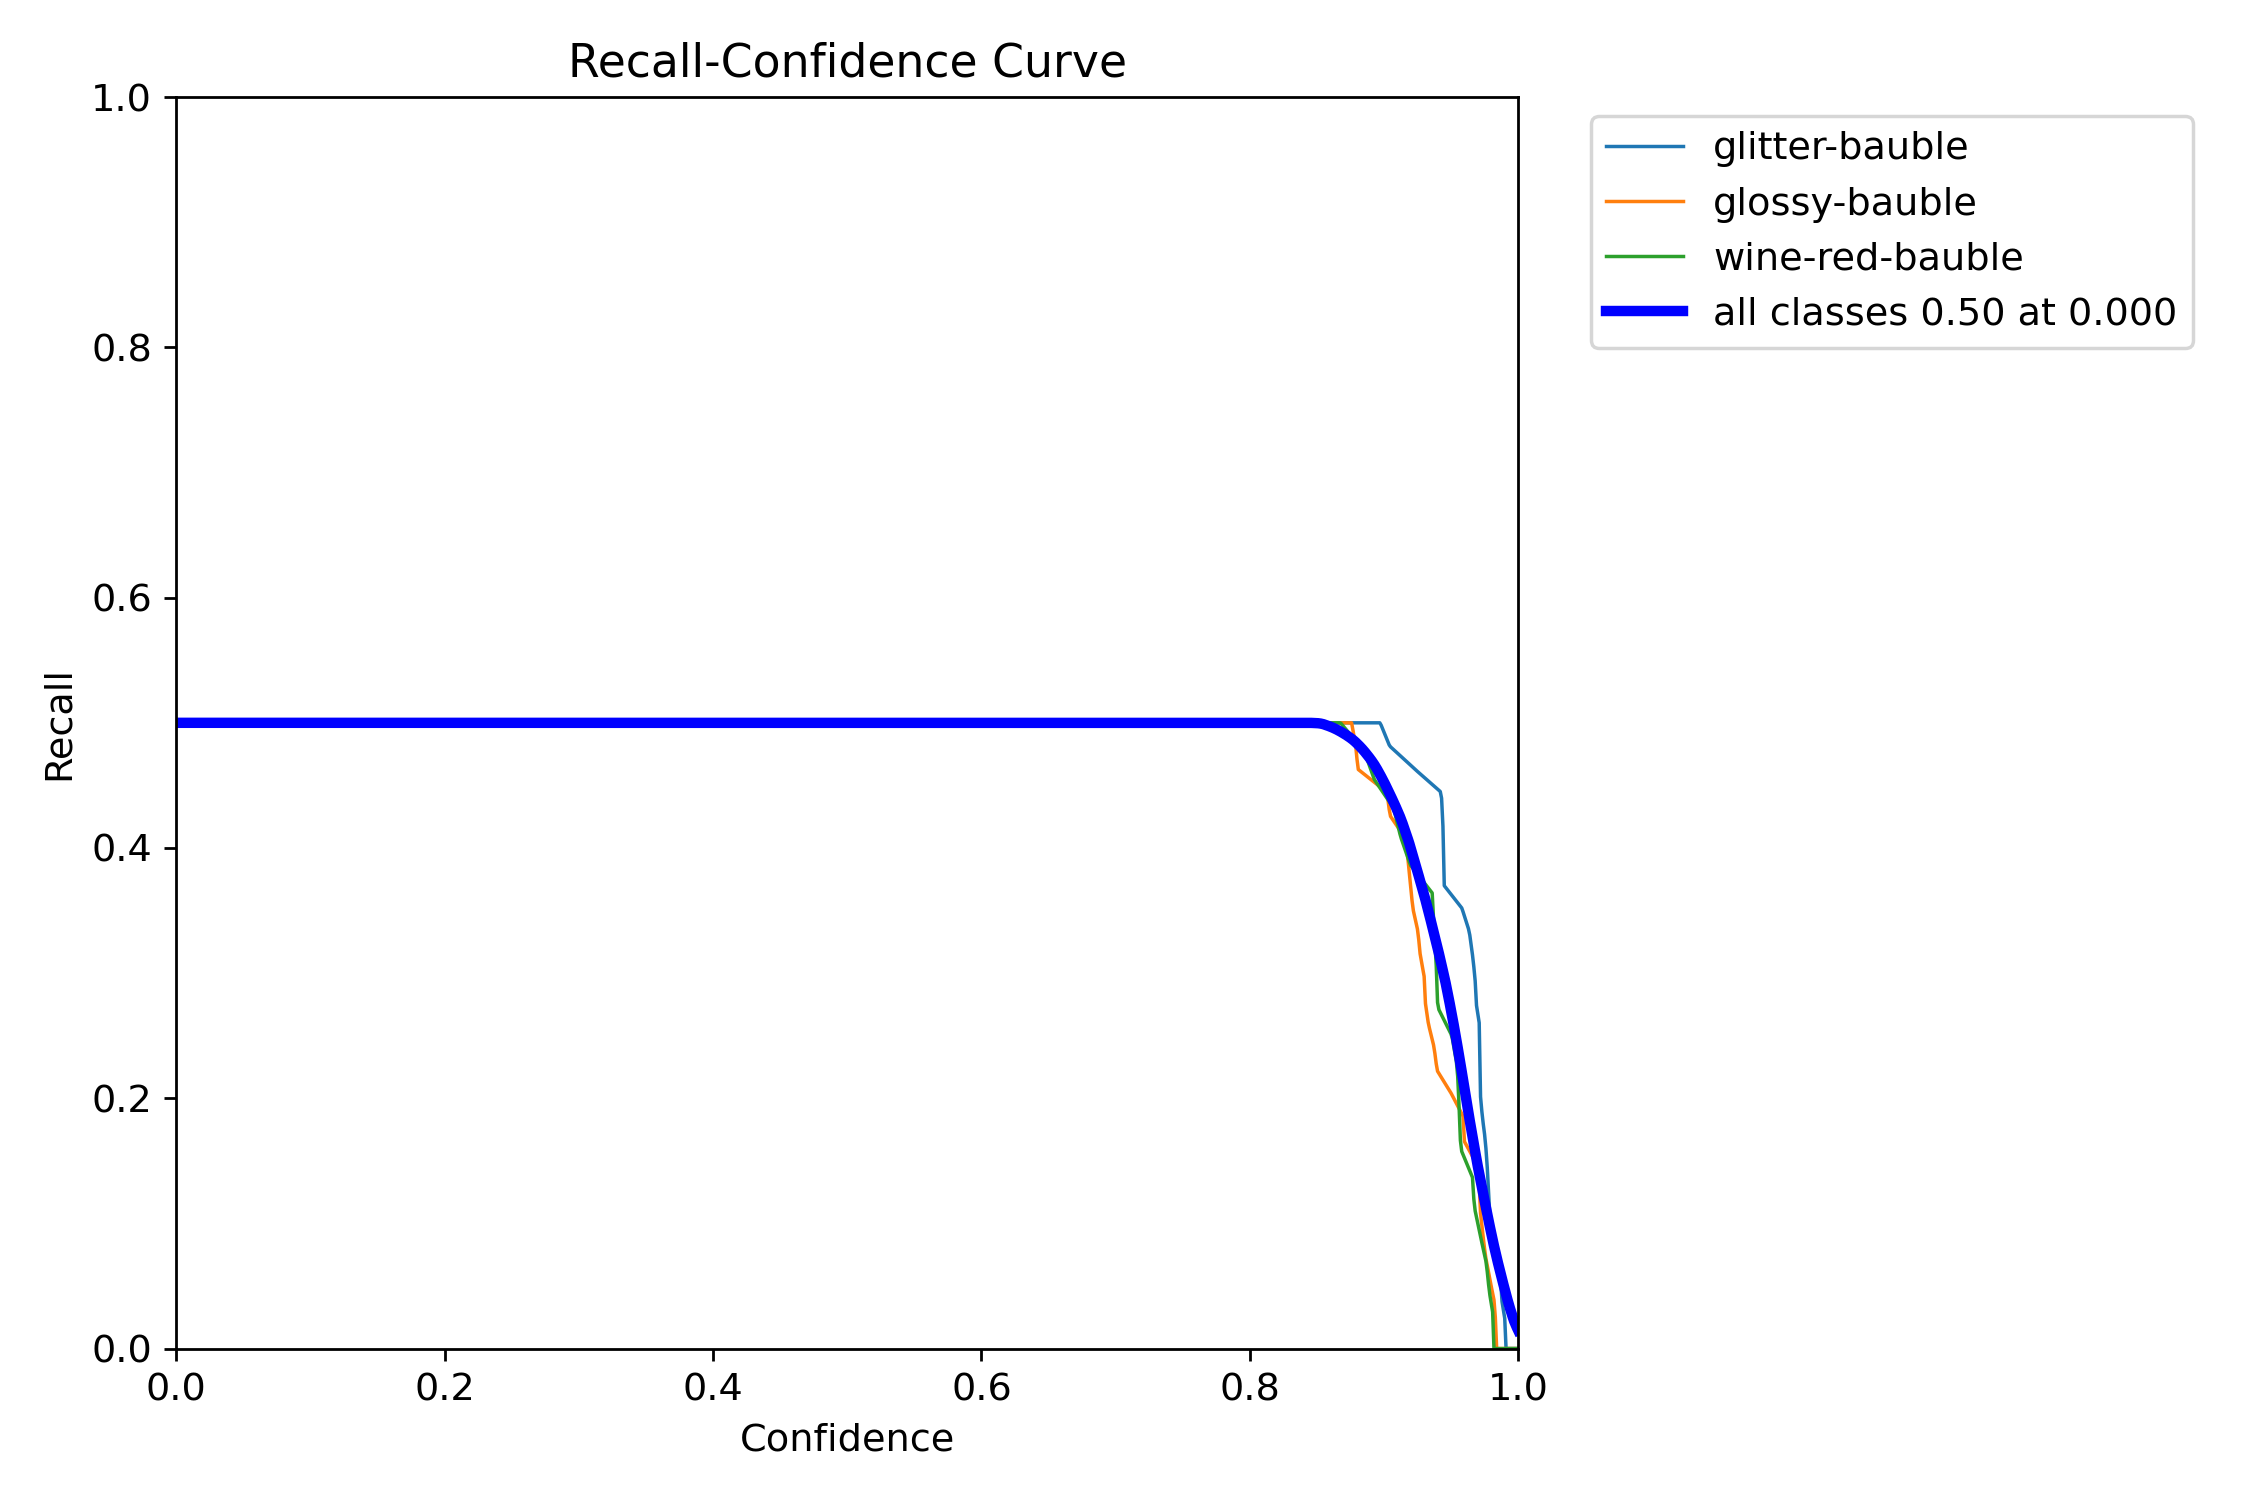 Recall-Confidence Curve
1.0
0.8
0.6
0.4
0.2
0.0
Recall
0.0 0.2 0.4 0.6 0.8 1.0
Confidence
glitter-bauble
glossy-bauble
wine-red-bauble
all classes 0.50 at 0.000